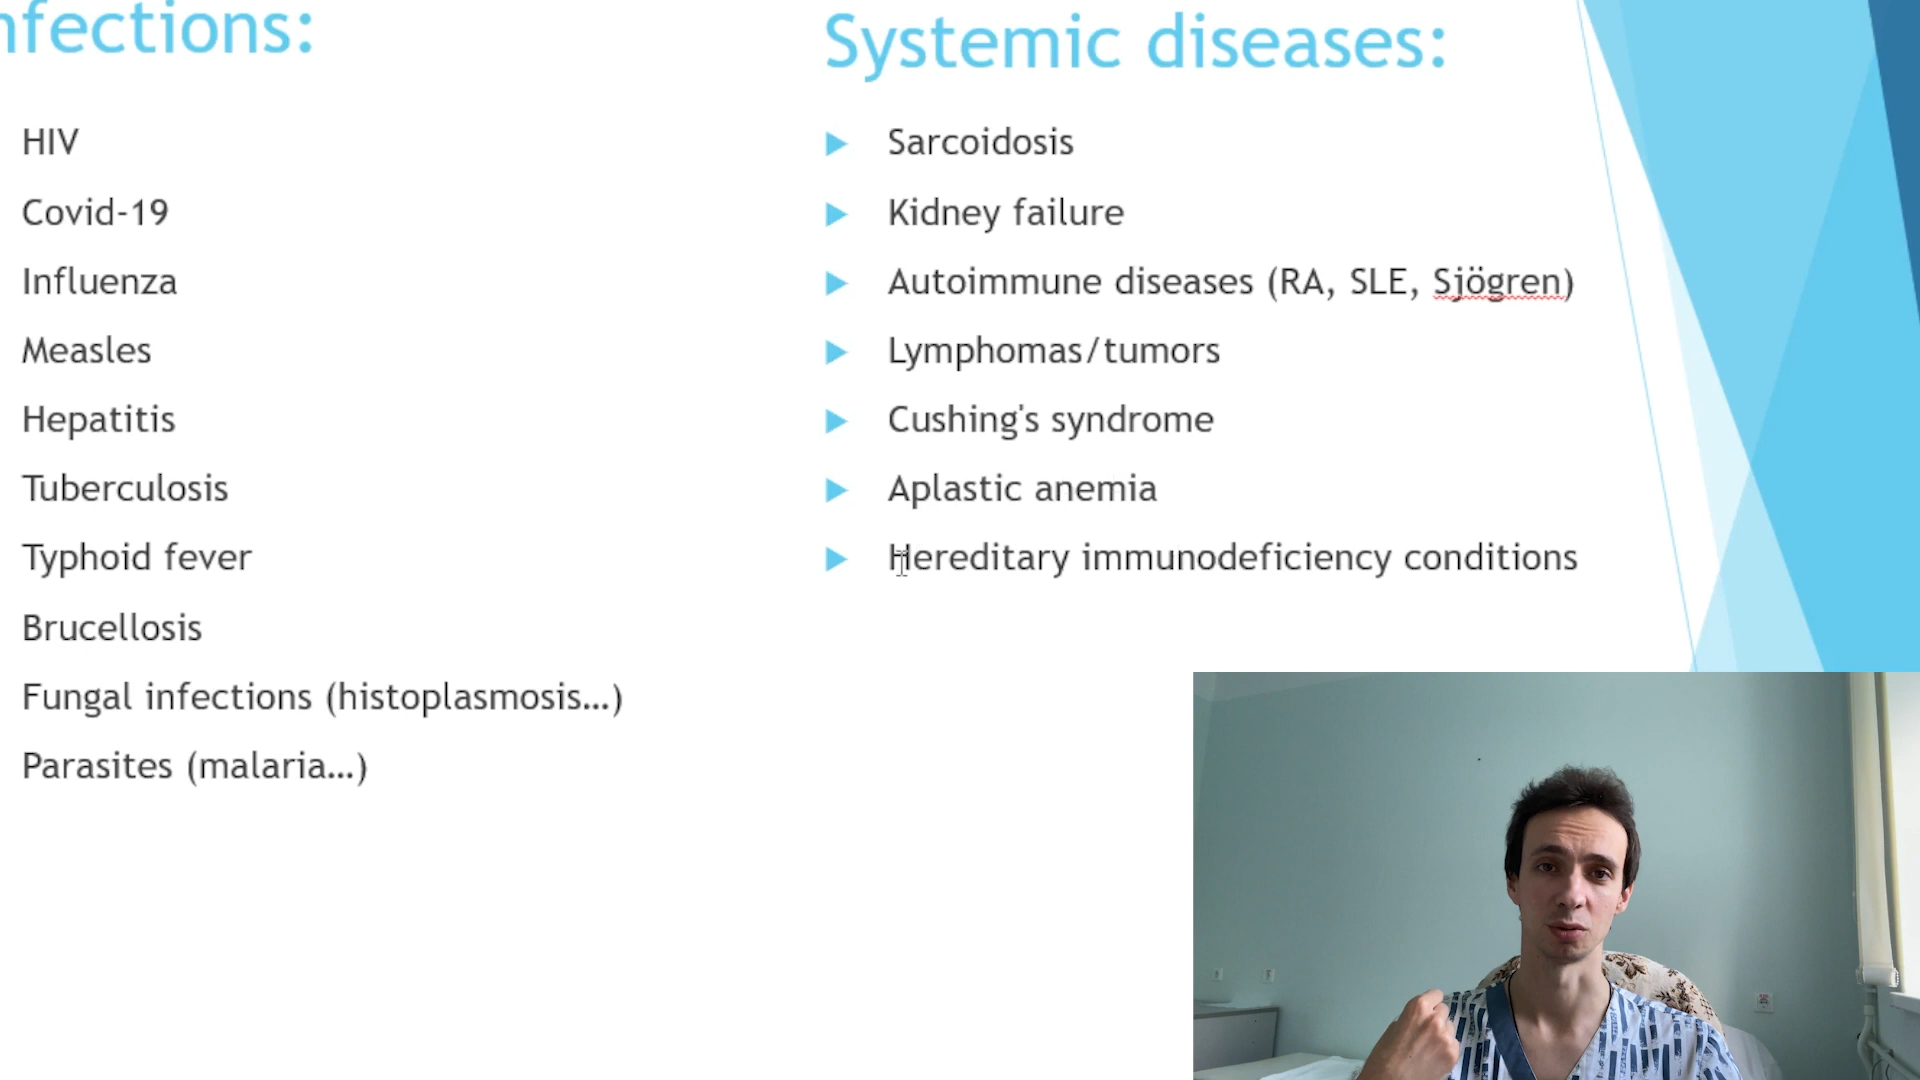 nfections:
HIV
Covid-19
Influenza
Measles
Hepatitis
Tuberculosis
Typhoid fever
Brucellosis
Fungal infections (histoplasmosis…)
Parasites (malaria…)
Systemic diseases:
Sarcoidosis
Kidney failure
Autoimmune diseases (RA, SLE, Sjögren)
Lymphomas/tumors
Cushing's syndrome
Aplastic anemia
Hereditary immunodeficiency conditions